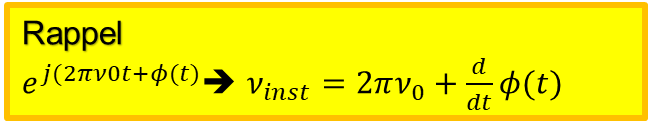 Rappel
e^{j(2πν0t+ϕ(t)} ➔ ν_{inst} = 2πν_0 + \frac{d}{dt}ϕ(t)